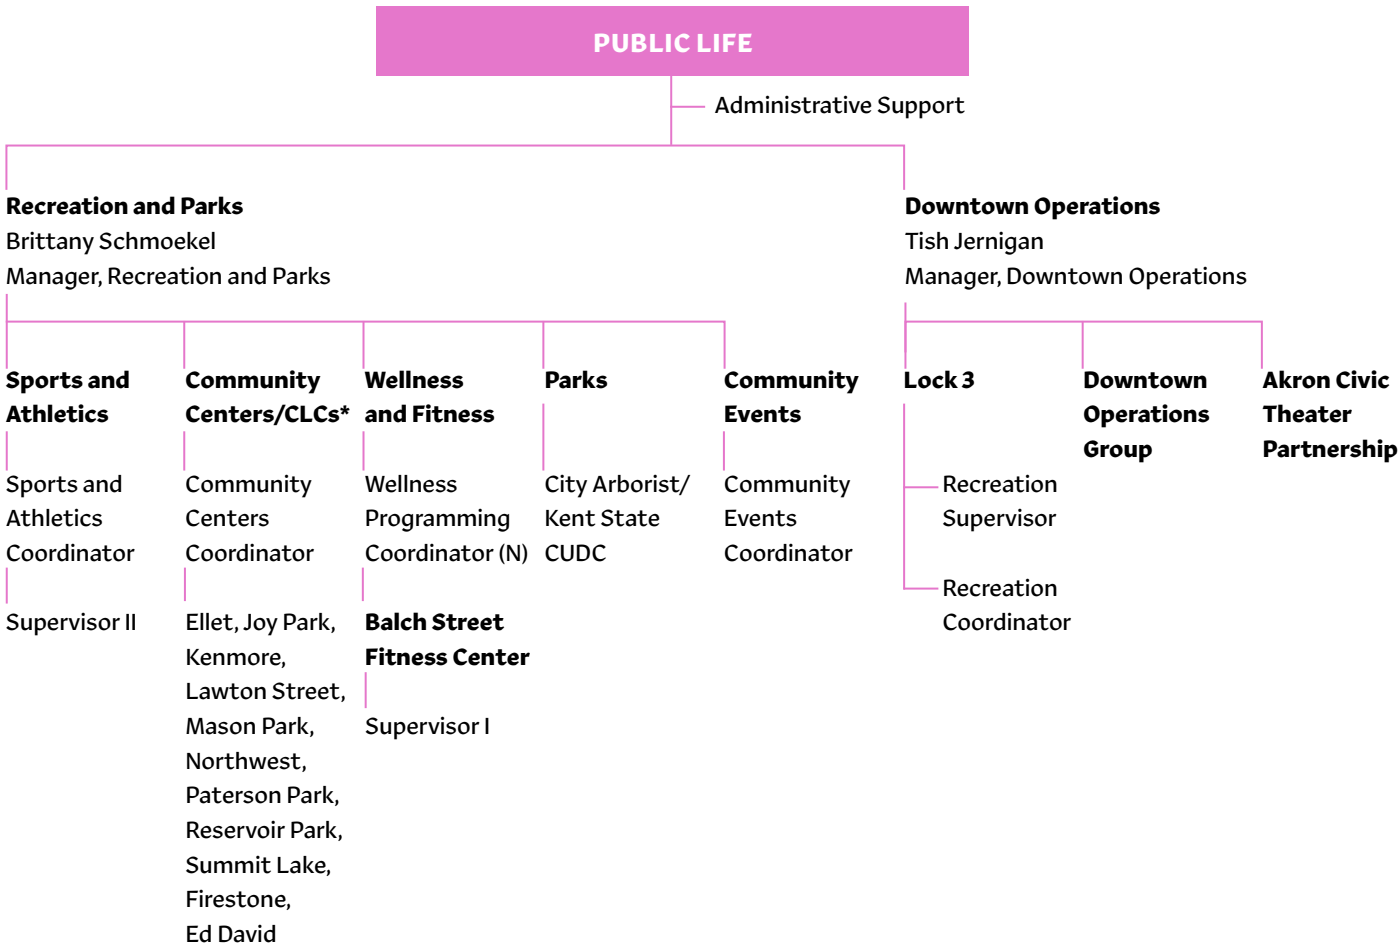 PUBLIC LIFE
Administrative Support
Recreation and Parks
Brittany Schmoekel
Manager, Recreation and Parks
Downtown Operations
Tish Jernigan
Manager, Downtown Operations
Sports and
Athletics
Sports and
Athletics
Coordinator
Supervisor II
Community
Centers/CLCs*
Community
Centers
Coordinator
Ellet, Joy Park,
Kenmore,
Lawton Street,
Mason Park,
Northwest,
Paterson Park,
Reservoir Park,
Summit Lake,
Firestone,
Ed David
Wellness
and Fitness
Wellness
Programming
Coordinator (N)
Balch Street
Fitness Center
Supervisor I
Parks
City Arborist/
Kent State
CUDC
Community
Events
Community
Events
Coordinator
Lock 3
Recreation
Supervisor
Recreation
Coordinator
Downtown
Operations
Group
Akron Civic
Theater
Partnership